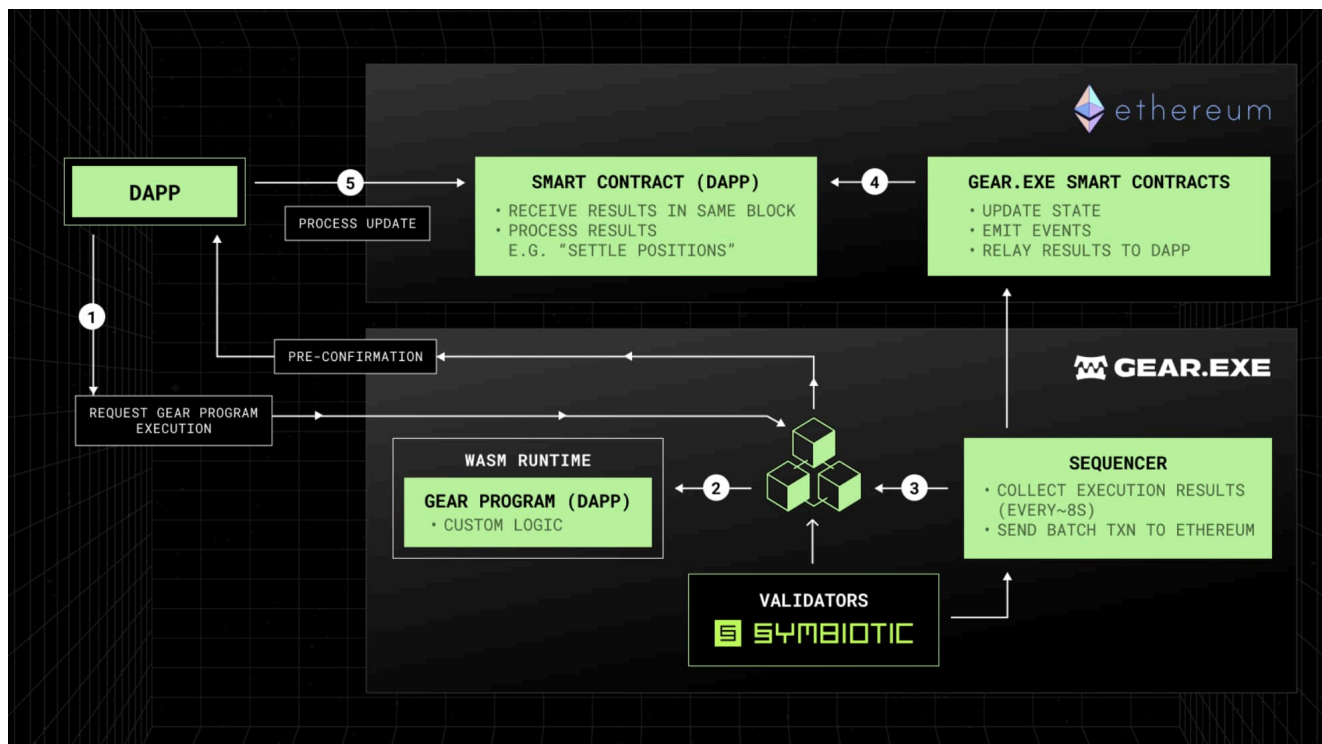 ethereum
DAPP
5
PROCESS UPDATE
SMART CONTRACT (DAPP)
• RECEIVE RESULTS IN SAME BLOCK
• PROCESS RESULTS
E.G. “SETTLE POSITIONS”
4
GEAR.EXE SMART CONTRACTS
• UPDATE STATE
• EMIT EVENTS
• RELAY RESULTS TO DAPP
1
PRE-CONFIRMATION
GEAR.EXE
REQUEST GEAR PROGRAM
EXECUTION
WASM RUNTIME
GEAR PROGRAM (DAPP)
• CUSTOM LOGIC
2
3
SEQUENCER
• COLLECT EXECUTION RESULTS
(EVERY~8S)
• SEND BATCH TXN TO ETHEREUM
VALIDATORS
SYMBIOTIC